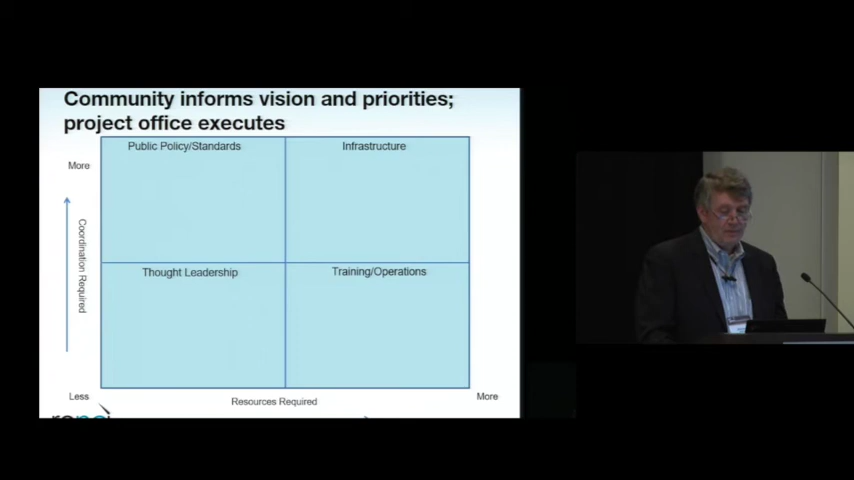 Community informs vision and priorities;
project office executes
Public Policy/Standards
Infrastructure
More
Coordination Required
Thought Leadership
Training/Operations
Less
Resources Required
More